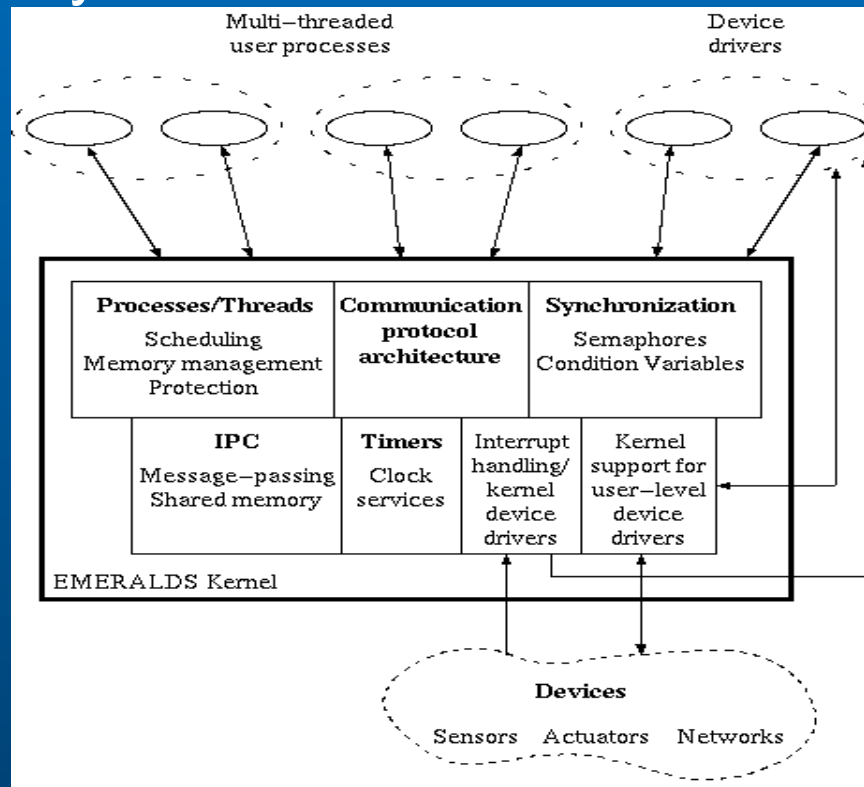 Multi–threaded
user processes
Device
drivers
Processes/Threads
Scheduling
Memory management
Protection
Communication
protocol
architecture
Synchronization
Semaphores
Condition Variables
IPC
Message–passing
Shared memory
Timers
Clock
services
Interrupt
handling/
kernel
device
drivers
Kernel
support for
user–level
device
drivers
EMERALDS Kernel
Devices
Sensors Actuators Networks